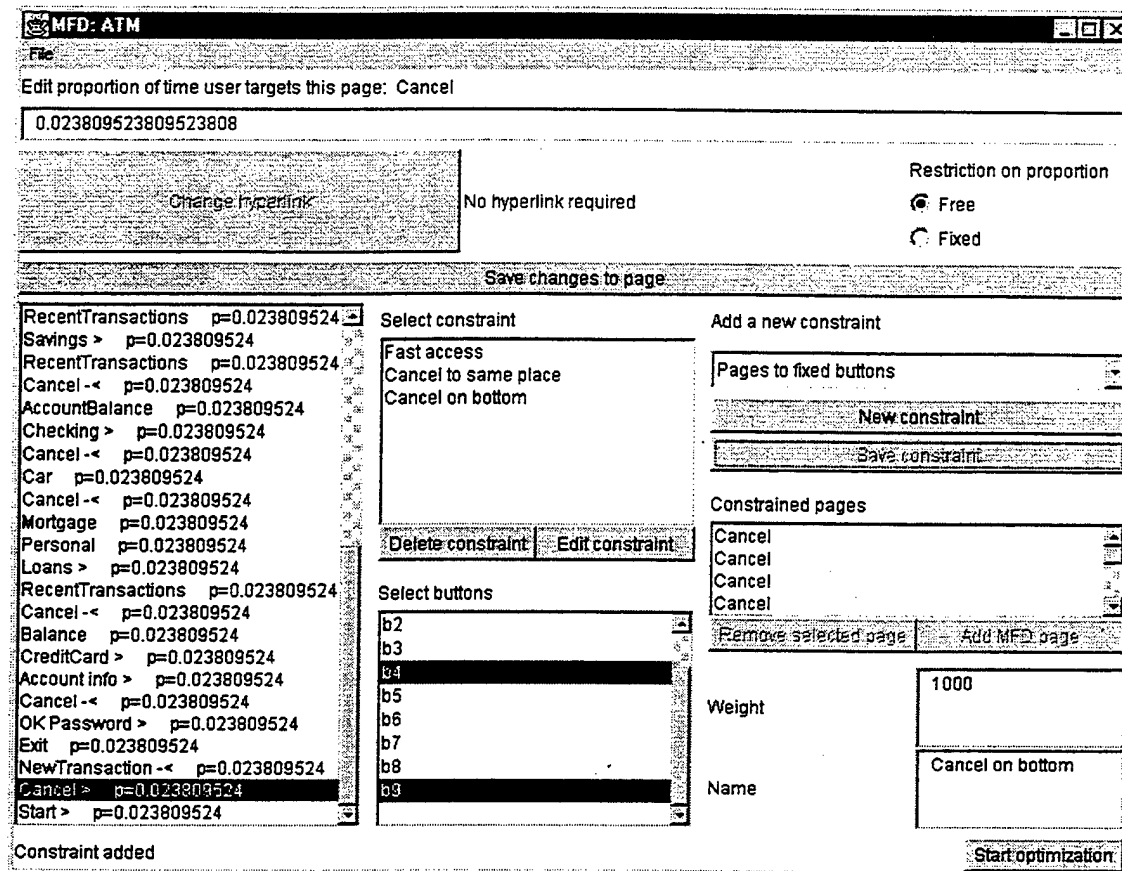 MFD: ATM
File
Edit proportion of time user targets this page: Cancel
0.023809523809523808
Change hyperlink
No hyperlink required
Restriction on proportion
Free
Fixed
Save changes to page
RecentTransactions p=0.023809524
Savings > p=0.023809524
RecentTransactions p=0.023809524
Cancel -< p=0.023809524
AccountBalance p=0.023809524
Checking > p=0.023809524
Cancel -< p=0.023809524
Car p=0.023809524
Cancel -< p=0.023809524
Mortgage p=0.023809524
Personal p=0.023809524
Loans > p=0.023809524
RecentTransactions p=0.023809524
Cancel -< p=0.023809524
Balance p=0.023809524
CreditCard > p=0.023809524
Account info > p=0.023809524
Cancel -< p=0.023809524
OK Password > p=0.023809524
Exit p=0.023809524
NewTransaction -< p=0.023809524
Cancel > p=0.023809524
Start > p=0.023809524
Select constraint
Fast access
Cancel to same place
Cancel on bottom
Delete constraint
Edit constraint
Select buttons
b2
b3
b4
b5
b6
b7
b8
b9
Add a new constraint
Pages to fixed buttons
New constraint
Save constraint
Constrained pages
Cancel
Cancel
Cancel
Cancel
Remove selected page
Add MFD page
Weight
1000
Name
Cancel on bottom
Constraint added
Start optimization